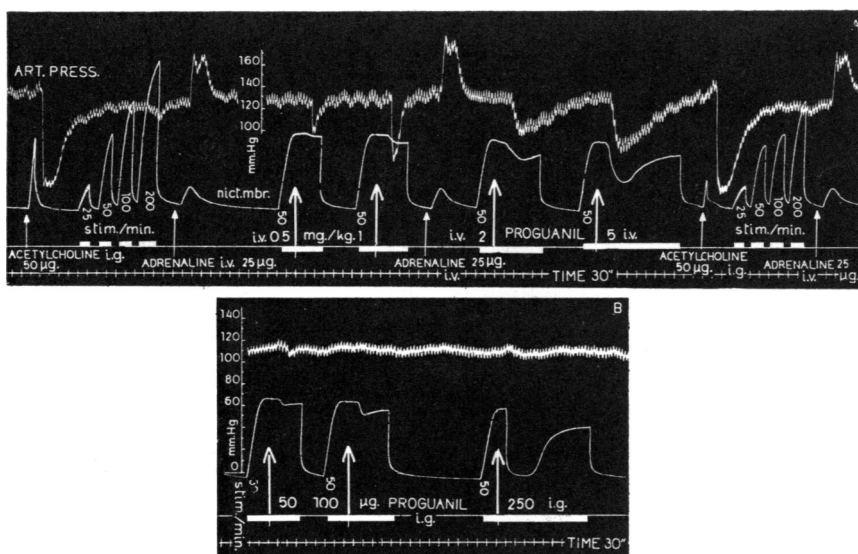 A
ART. PRESS.
160
140
120
100
mm.Hg
nict.mbr.
25 50 100 200
stim./min.
50 50 50 50
25 50 100 200
stim./min.
i.v. 0.5 mg./kg. 1 i.v. 2 PROGUANIL 5 i.v.
ACETYLCHOLINE i.g.
50 µg.
ADRENALINE i.v. 25 µg.
ADRENALINE 25 µg.
i.v.
ACETYLCHOLINE
50 µg. i.g.
ADRENALINE 25
i.v. µg.
TIME 30"
B
140
120
100
80
60
40
20
0
mm.Hg
stim./min.
50 50
50 100 µg. PROGUANIL 250 i.g.
i.g.
TIME 30"